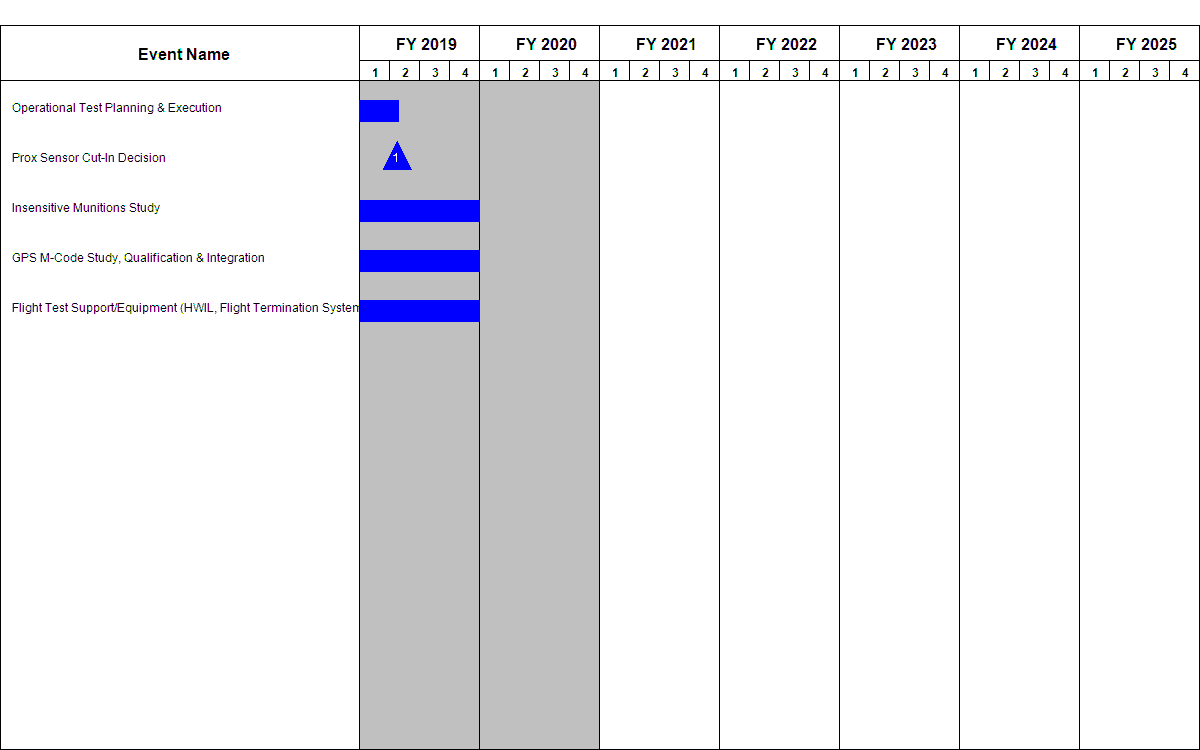 Event Name
FY 2019 FY 2020 FY 2021 FY 2022 FY 2023 FY 2024 FY 2025
1 2 3 4 1 2 3 4 1 2 3 4 1 2 3 4 1 2 3 4 1 2 3 4 1 2 3 4
Operational Test Planning & Execution
Prox Sensor Cut-In Decision 1
Insensitive Munitions Study
GPS M-Code Study, Qualification & Integration
Flight Test Support/Equipment (HWIL, Flight Termination System